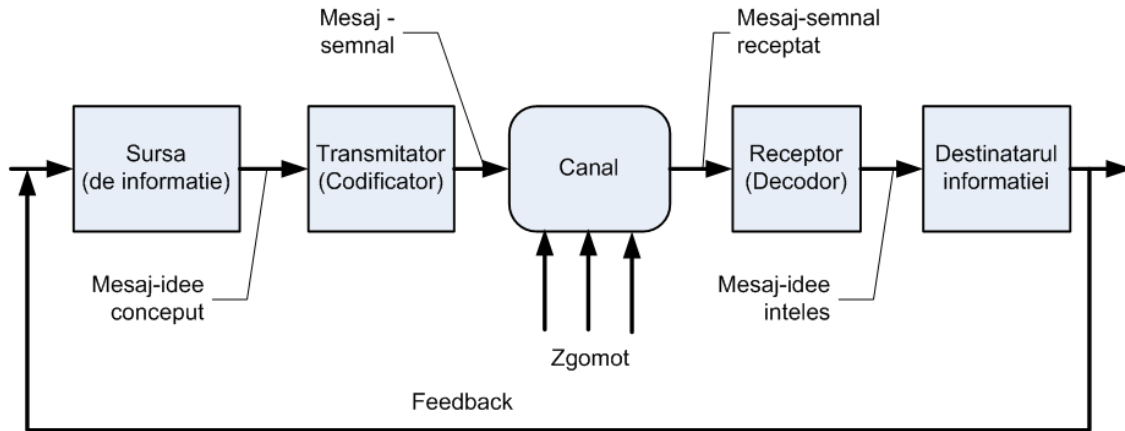 Mesaj -
semnal
Mesaj-semnal
receptat
Sursa
(de informatie)
Transmitator
(Codificator)
Canal
Receptor
(Decodor)
Destinatarul
informatiei
Mesaj-idee
conceput
Mesaj-idee
inteles
Zgomot
Feedback